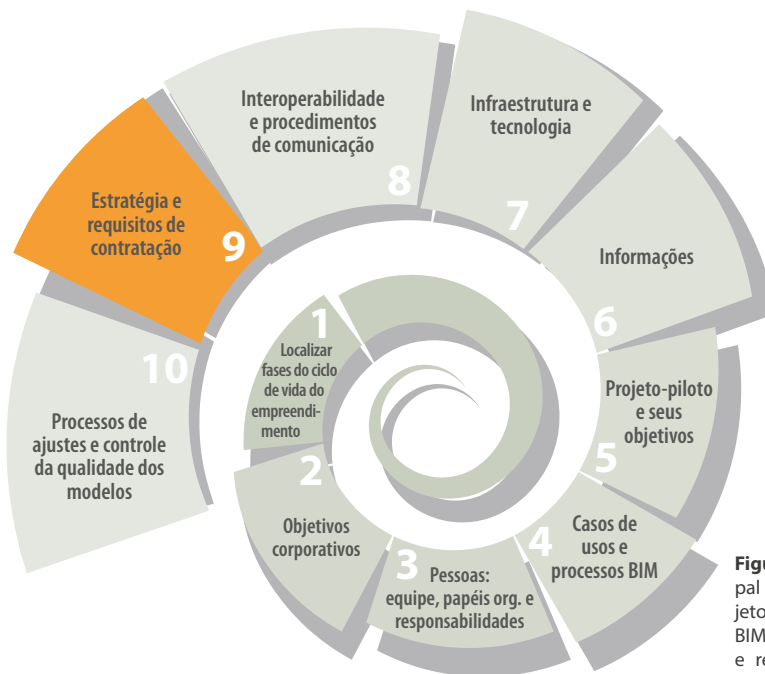 1
Localizar
fases do ciclo
de vida do
empreendi-
mento
2
Objetivos
corporativos
3
Pessoas:
equipe, papéis org. e
responsabilidades
4
Casos de
usos e
processos BIM
5
Projeto-piloto
e seus
objetivos
6
Informações
7
Infraestrutura e
tecnologia
8
Interoperabilidade
e procedimentos
de comunicação
9
Estratégia e
requisitos de
contratação
10
Processos de
ajustes e controle
da qualidade dos
modelos
Figu
pal
jeto
BIM
e re